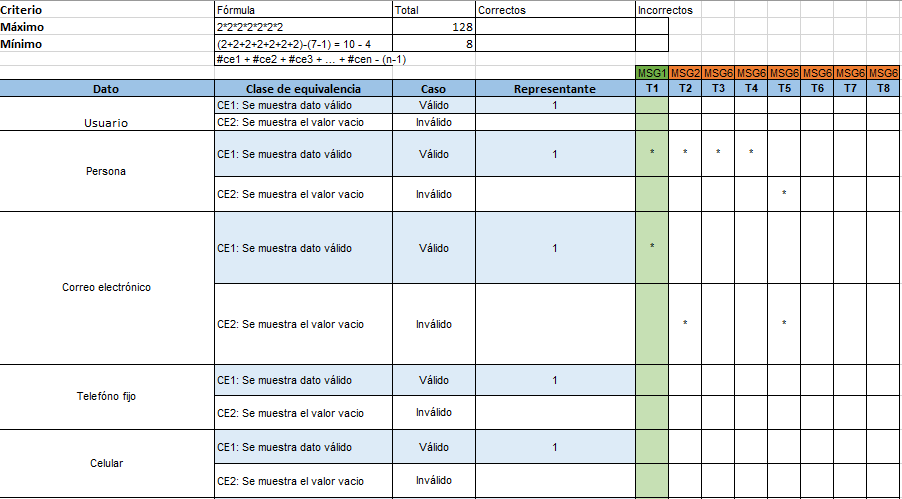 Criterio Fórmula Total Correctos Incorrectos
Máximo 2*2*2*2*2*2*2 128
Mínimo (2+2+2+2+2+2+2)-(7-1) = 10 - 4 8
#ce1 + #ce2 + #ce3 + ... + #cen - (n-1)
MSG1 MSG2 MSG6 MSG6 MSG6 MSG6 MSG6 MSG6
Dato Clase de equivalencia Caso Representante T1 T2 T3 T4 T5 T6 T7 T8
CE1: Se muestra dato válido Válido 1
Usuario
CE2: Se muestra el valor vacio Inválido
CE1: Se muestra dato válido Válido 1 * * * *
Persona
CE2: Se muestra el valor vacio Inválido *
CE1: Se muestra dato válido Válido 1 *
Correo electrónico
CE2: Se muestra el valor vacio Inválido * *
CE1: Se muestra dato válido Válido 1
Telefóno fijo
CE2: Se muestra el valor vacio Inválido
CE1: Se muestra dato válido Válido 1
Celular
CE2: Se muestra el valor vacio Inválido